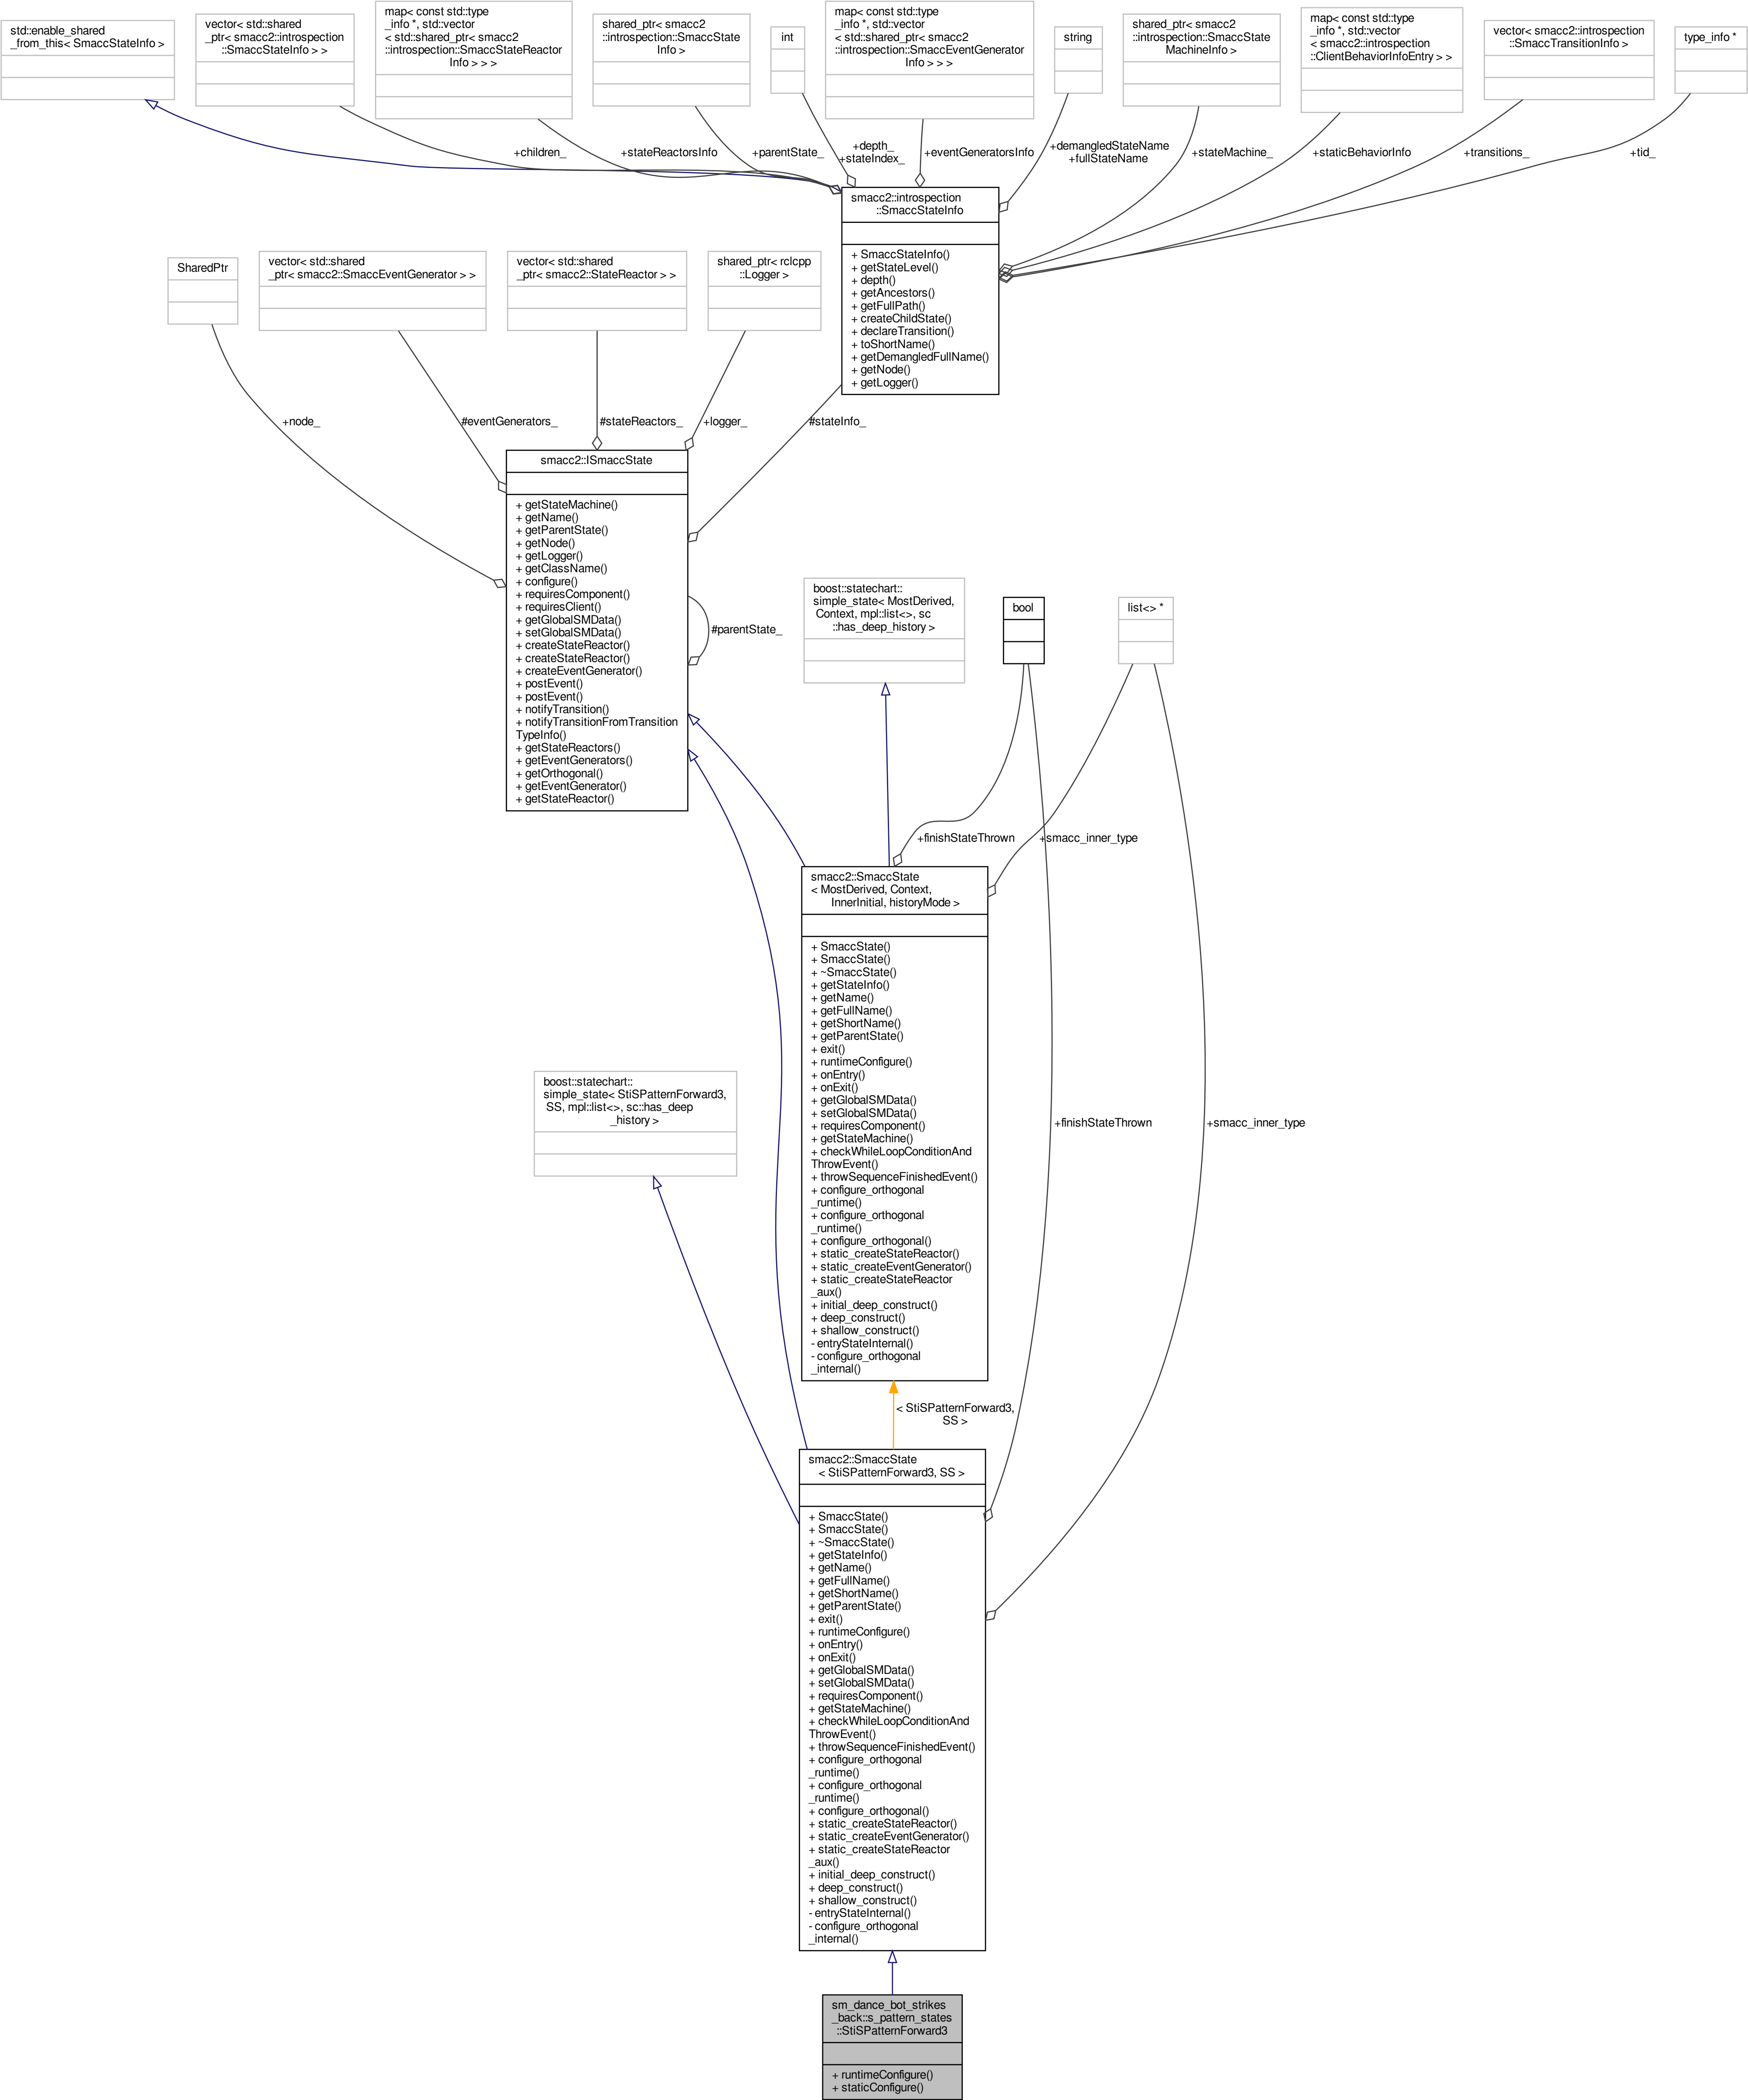 std::enable_shared
_from_this< SmaccStateInfo >
vector< std::shared
_ptr< smacc2::introspection
::SmaccStateInfo > >
map< const std::type
_info *, std::vector
< std::shared_ptr< smacc2
::introspection::SmaccStateReactor
Info > > >
shared_ptr< smacc2
::introspection::SmaccState
Info >
int
map< const std::type
_info *, std::vector
< std::shared_ptr< smacc2
::introspection::SmaccEventGenerator
Info > > >
string
shared_ptr< smacc2
::introspection::SmaccState
MachineInfo >
map< const std::type
_info *, std::vector
< smacc2::introspection
::ClientBehaviorInfoEntry > >
vector< smacc2::introspection
::SmaccTransitionInfo >
type_info *
+children_
+stateReactorsInfo
+parentState_
+depth_
+stateIndex_
+eventGeneratorsInfo
+demangledStateName
+fullStateName
+stateMachine_
+staticBehaviorInfo
+transitions_
+tid_
smacc2::introspection
::SmaccStateInfo
+ SmaccStateInfo()
+ getStateLevel()
+ depth()
+ getAncestors()
+ getFullPath()
+ createChildState()
+ declareTransition()
+ toShortName()
+ getDemangledFullName()
+ getNode()
+ getLogger()
SharedPtr
vector< std::shared
_ptr< smacc2::SmaccEventGenerator > >
vector< std::shared
_ptr< smacc2::StateReactor > >
shared_ptr< rclcpp
::Logger >
+node_
#eventGenerators_
#stateReactors_
+logger_
#stateInfo_
smacc2::ISmaccState
+ getStateMachine()
+ getName()
+ getParentState()
+ getNode()
+ getLogger()
+ getClassName()
+ configure()
+ requiresComponent()
+ requiresClient()
+ getGlobalSMData()
+ setGlobalSMData()
+ createStateReactor()
+ createStateReactor()
+ createEventGenerator()
+ postEvent()
+ postEvent()
+ notifyTransition()
+ notifyTransitionFromTransition
TypeInfo()
+ getStateReactors()
+ getEventGenerators()
+ getOrthogonal()
+ getEventGenerator()
+ getStateReactor()
#parentState_
boost::statechart::
simple_state< MostDerived,
Context, mpl::list<>, sc
::has_deep_history >
bool
list<> *
+finishStateThrown
+smacc_inner_type
smacc2::SmaccState
< MostDerived, Context,
InnerInitial, historyMode >
+ SmaccState()
+ SmaccState()
+ ~SmaccState()
+ getStateInfo()
+ getName()
+ getFullName()
+ getShortName()
+ getParentState()
+ exit()
+ runtimeConfigure()
+ onEntry()
+ onExit()
+ getGlobalSMData()
+ setGlobalSMData()
+ requiresComponent()
+ getStateMachine()
+ checkWhileLoopConditionAnd
ThrowEvent()
+ throwSequenceFinishedEvent()
+ configure_orthogonal
_runtime()
+ configure_orthogonal
_runtime()
+ configure_orthogonal()
+ static_createStateReactor()
+ static_createEventGenerator()
+ static_createStateReactor
_aux()
+ initial_deep_construct()
+ deep_construct()
+ shallow_construct()
- entryStateInternal()
- configure_orthogonal
_internal()
boost::statechart::
simple_state< StiSPatternForward3,
SS, mpl::list<>, sc::has_deep
_history >
+finishStateThrown
+smacc_inner_type
< StiSPatternForward3,
SS >
smacc2::SmaccState
< StiSPatternForward3, SS >
+ SmaccState()
+ SmaccState()
+ ~SmaccState()
+ getStateInfo()
+ getName()
+ getFullName()
+ getShortName()
+ getParentState()
+ exit()
+ runtimeConfigure()
+ onEntry()
+ onExit()
+ getGlobalSMData()
+ setGlobalSMData()
+ requiresComponent()
+ getStateMachine()
+ checkWhileLoopConditionAnd
ThrowEvent()
+ throwSequenceFinishedEvent()
+ configure_orthogonal
_runtime()
+ configure_orthogonal
_runtime()
+ configure_orthogonal()
+ static_createStateReactor()
+ static_createEventGenerator()
+ static_createStateReactor
_aux()
+ initial_deep_construct()
+ deep_construct()
+ shallow_construct()
- entryStateInternal()
- configure_orthogonal
_internal()
sm_dance_bot_strikes
_back::s_pattern_states
::StiSPatternForward3
+ runtimeConfigure()
+ staticConfigure()